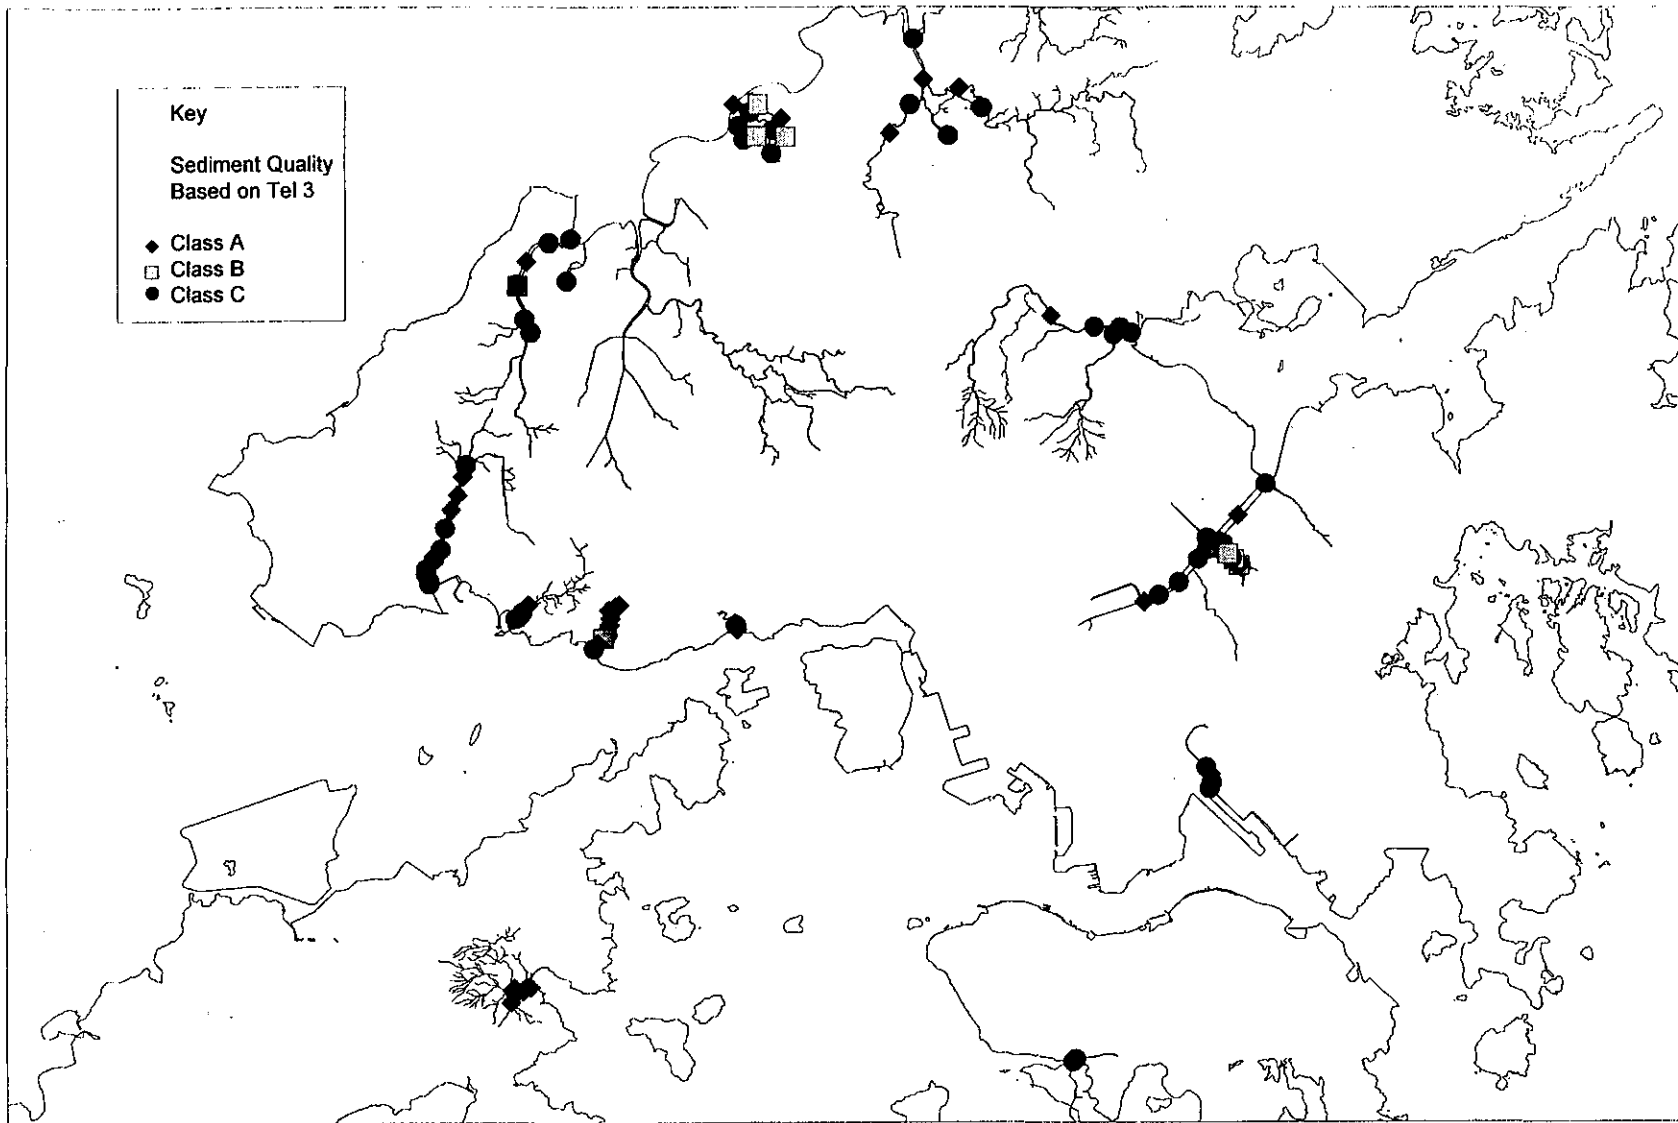 Key
Sediment Quality
Based on Tel 3
Class A
Class B
Class C